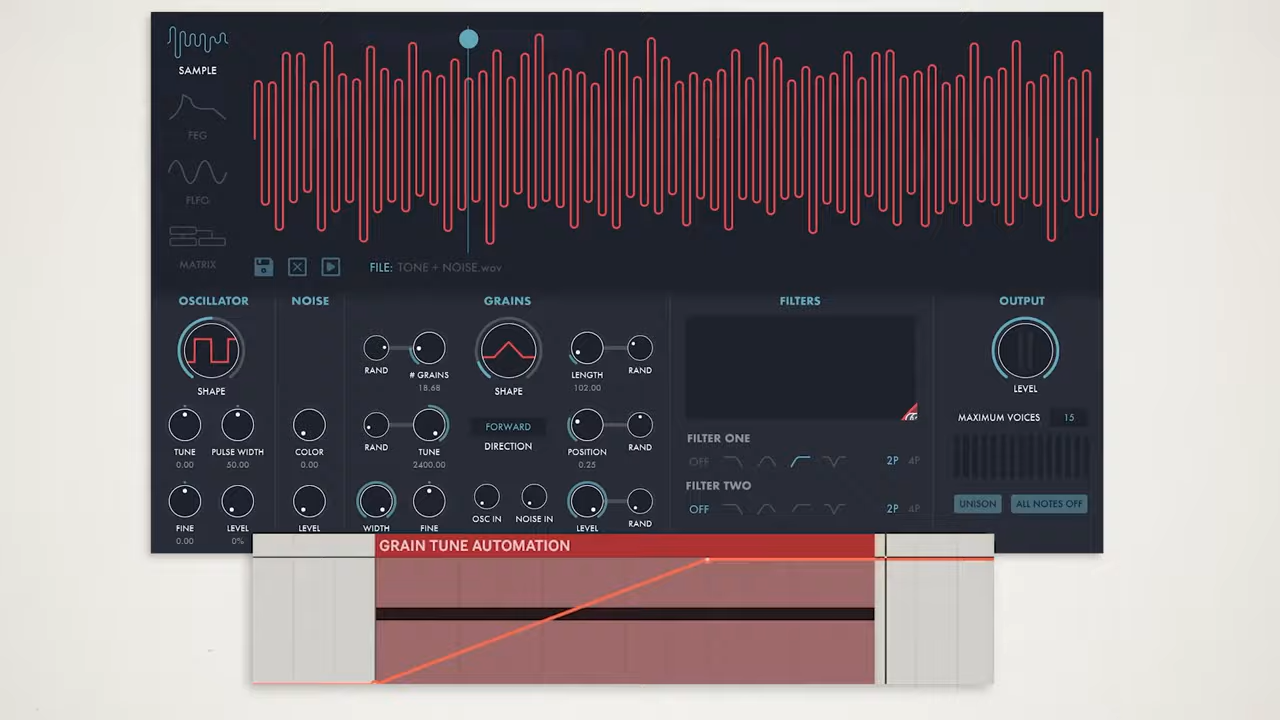 SAMPLE
FEG
FLFO
MATRIX
FILE: TONE + NOISE.wav
OSCILLATOR
NOISE
GRAINS
FILTERS
OUTPUT
SHAPE
RAND
# GRAINS
18.68
SHAPE
LENGTH
102.00
RAND
LEVEL
TUNE
0.00
PULSE WIDTH
50.00
COLOR
0.00
RAND
TUNE
2400.00
FORWARD
DIRECTION
POSITION
0.25
RAND
FILTER ONE
OFF
2P 4P
MAXIMUM VOICES 15
FINE
0.00
LEVEL
0%
LEVEL
WIDTH
FINE
OSC IN
NOISE IN
LEVEL
RAND
FILTER TWO
OFF
2P 4P
UNISON
ALL NOTES OFF
GRAIN TUNE AUTOMATION